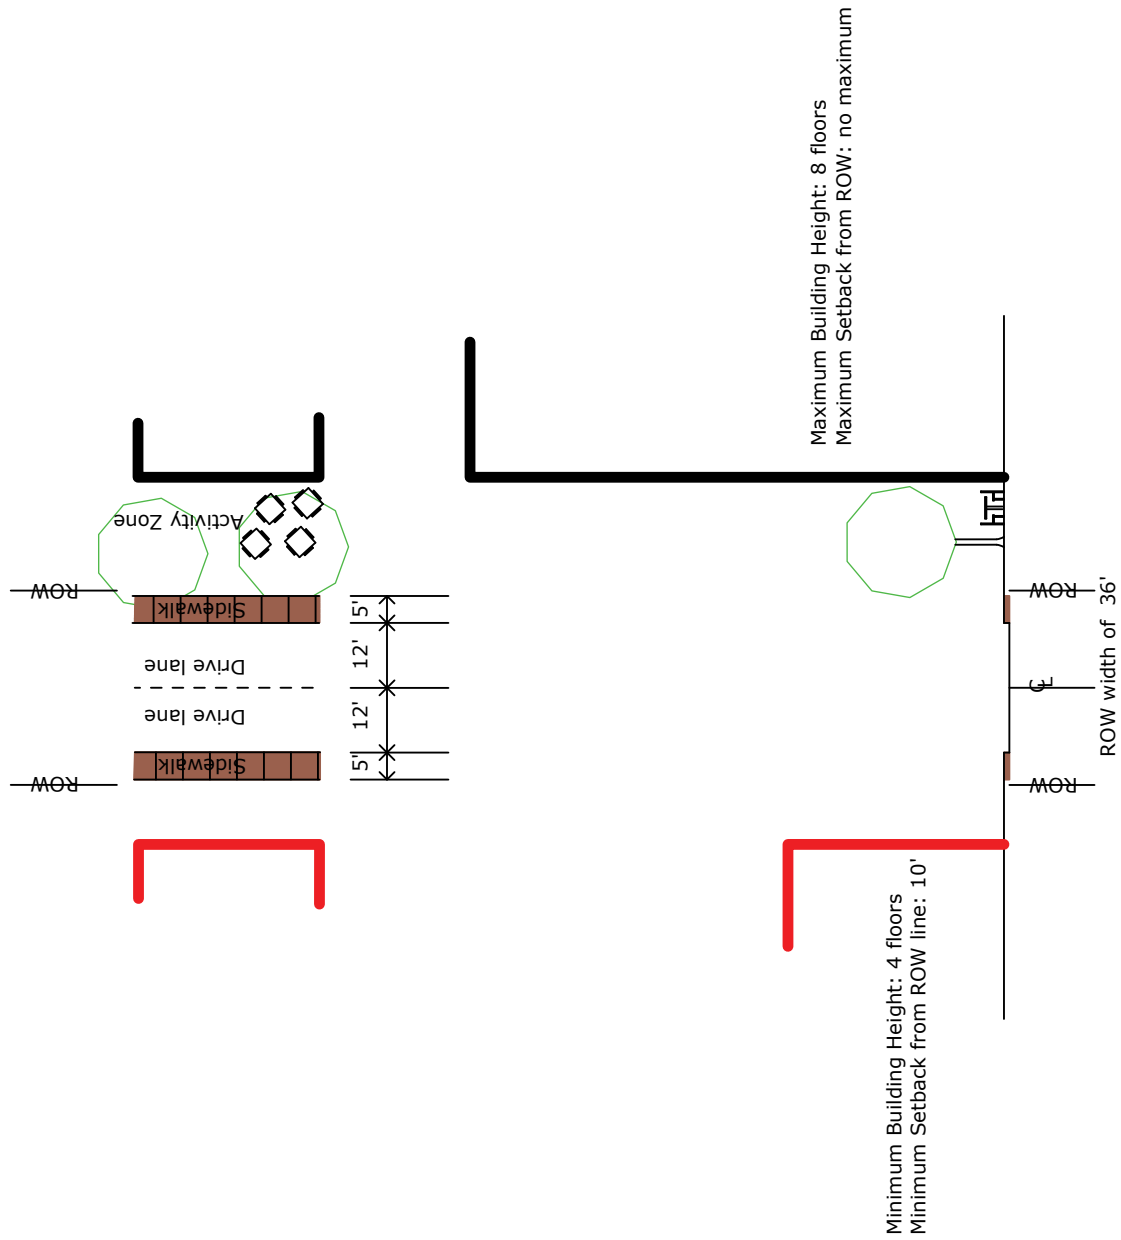 Maximum Building Height: 8 floors
Maximum Setback from ROW: no maximum
Activity Zone
ROW
Sidewalk
5'
Drive lane
12'
Drive lane
12'
Sidewalk
5'
ROW
ROW
CL
ROW
ROW width of 36'
Minimum Building Height: 4 floors
Minimum Setback from ROW line: 10'